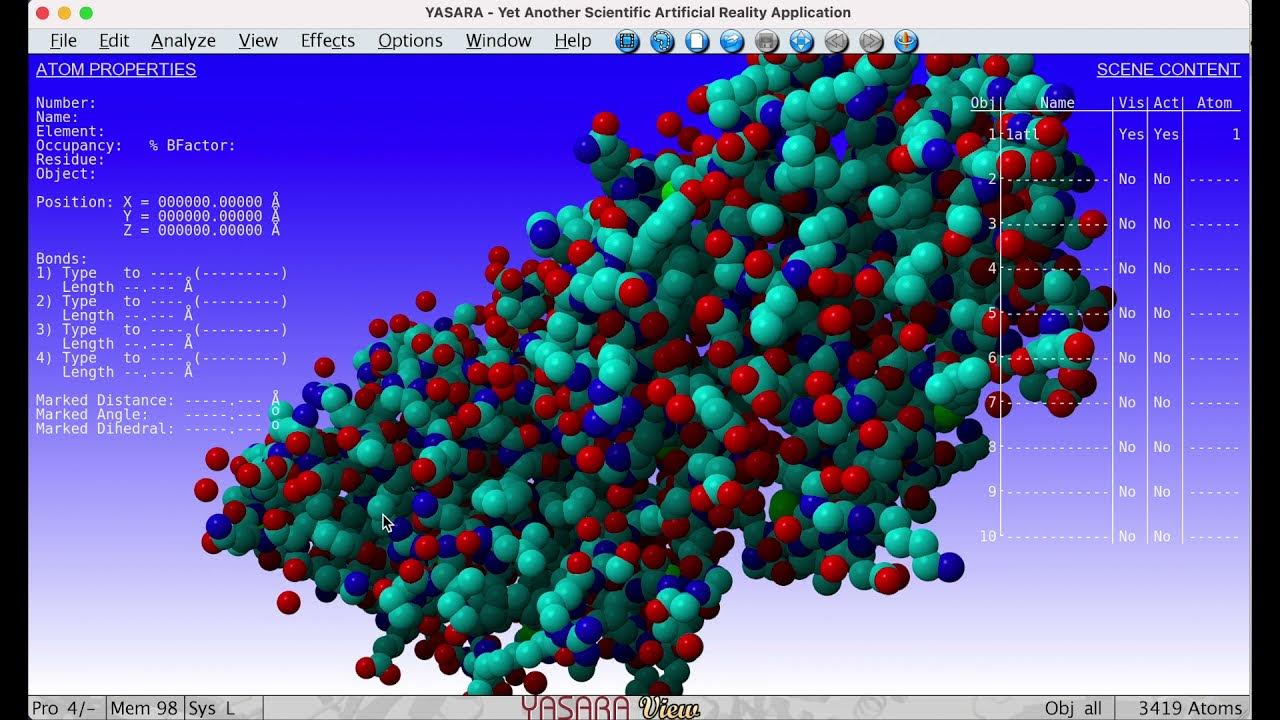 YASARA - Yet Another Scientific Artificial Reality Application
File Edit Analyze View Effects Options Window Help
ATOM PROPERTIES
Number:
Name:
Element:
Occupancy:   % BFactor:
Residue:
Object:
Position: X = 000000.00000 Å
Y = 000000.00000 Å
Z = 000000.00000 Å
Bonds:
1) Type   to ---- (---------)
Length --.--- Å
2) Type   to ---- (---------)
Length --.--- Å
3) Type   to ---- (---------)
Length --.--- Å
4) Type   to ---- (---------)
Length --.--- Å
Marked Distance: -----.--- Å
Marked Angle:    -----.--- o
Marked Dihedral: -----.--- o
SCENE CONTENT
Obj| Name |Vis|Act| Atom
1 1atl |Yes|Yes| 1
2 ------------ |No |No |------
3 ------------ |No |No |------
4 ------------ |No |No |------
5 ------------ |No |No |------
6 ------------ |No |No |------
7 ------------ |No |No |------
8 ------------ |No |No |------
9 ------------ |No |No |------
10 ------------ |No |No |------
Pro 4/- Mem 98 Sys L YASARA View Obj all 3419 Atoms